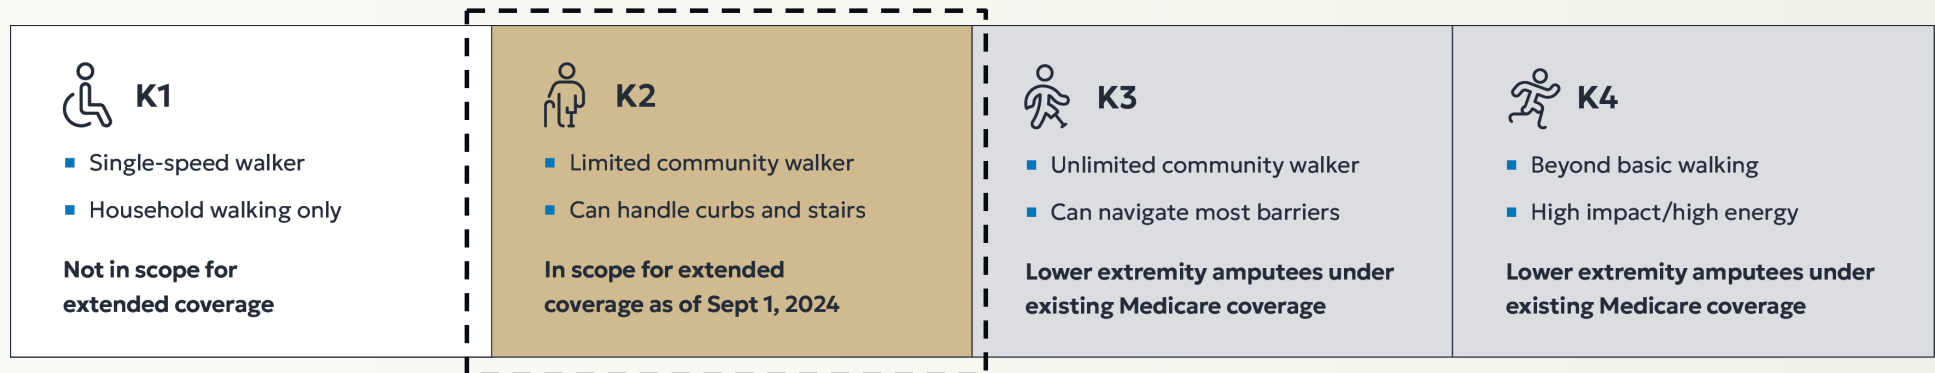 K1
Single-speed walker
Household walking only
Not in scope for
extended coverage
K2
Limited community walker
Can handle curbs and stairs
In scope for extended
coverage as of Sept 1, 2024
K3
Unlimited community walker
Can navigate most barriers
Lower extremity amputees under
existing Medicare coverage
K4
Beyond basic walking
High impact/high energy
Lower extremity amputees under
existing Medicare coverage